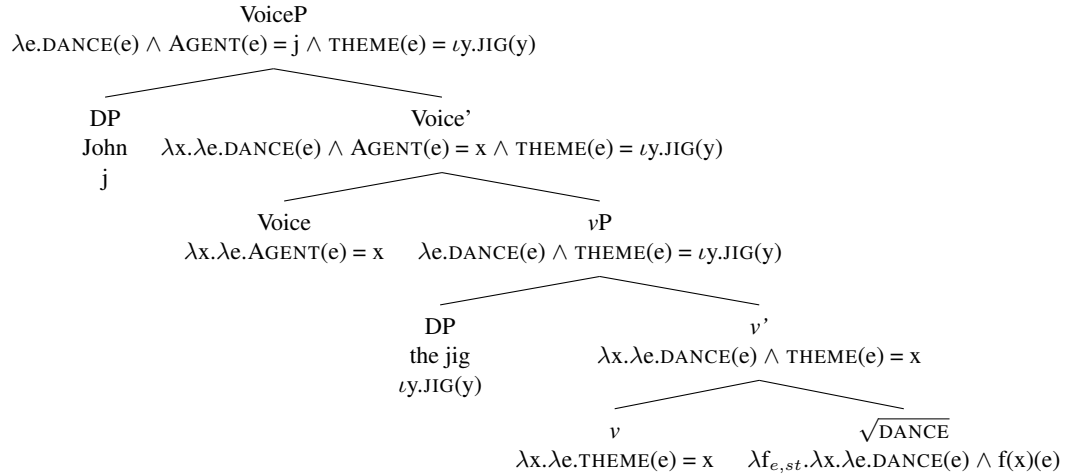 VoiceP
λe.DANCE(e) ∧ AGENT(e) = j ∧ THEME(e) = ιy.JIG(y)
DP
John
j
Voice’
λx.λe.DANCE(e) ∧ AGENT(e) = x ∧ THEME(e) = ιy.JIG(y)
Voice
λx.λe.AGENT(e) = x
vP
λe.DANCE(e) ∧ THEME(e) = ιy.JIG(y)
DP
the jig
ιy.JIG(y)
v’
λx.λe.DANCE(e) ∧ THEME(e) = x
v
λx.λe.THEME(e) = x
√DANCE
λf_{e,st}.λx.λe.DANCE(e) ∧ f(x)(e)